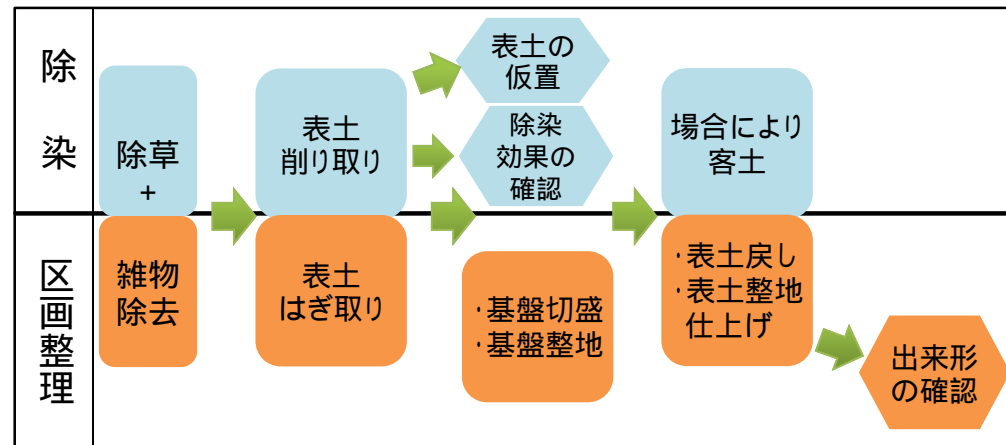 除
染
除草
+
表土
削り取り
表土の
仮置
除染
効果の
確認
場合により
客土
区画整理
雑物
除去
表土
はぎ取り
・基盤切盛
・基盤整地
・表土戻し
・表土整地
仕上げ
出来形
の確認